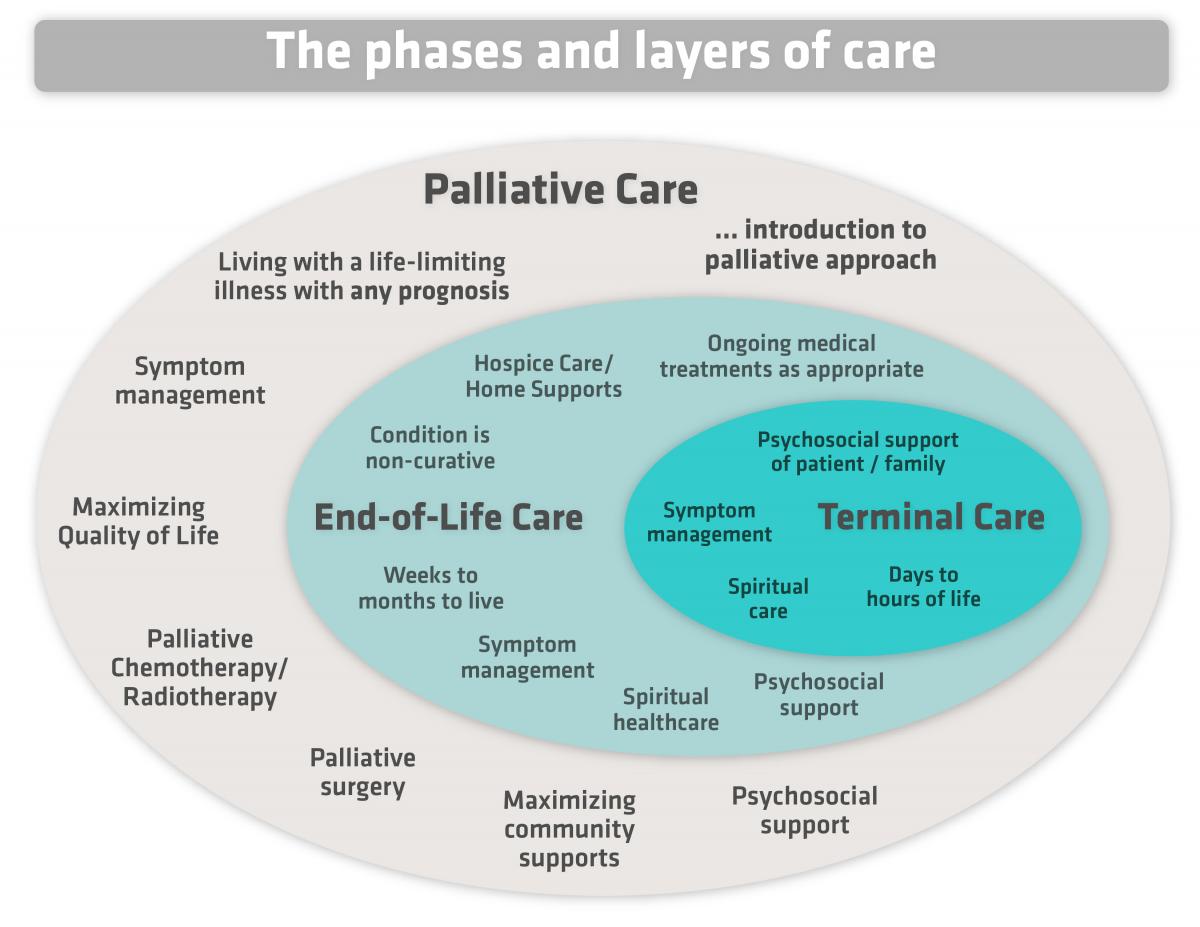 The phases and layers of care
Palliative Care
... introduction to
palliative approach
Living with a life-limiting
illness with any prognosis
Symptom
management
Maximizing
Quality of Life
Palliative
Chemotherapy/
Radiotherapy
Palliative
surgery
Maximizing
community
supports
Psychosocial
support
Hospice Care/
Home Supports
Ongoing medical
treatments as appropriate
Condition is
non-curative
End-of-Life Care
Weeks to
months to live
Symptom
management
Spiritual
healthcare
Psychosocial
support
Psychosocial support
of patient / family
Symptom
management
Terminal Care
Spiritual
care
Days to
hours of life